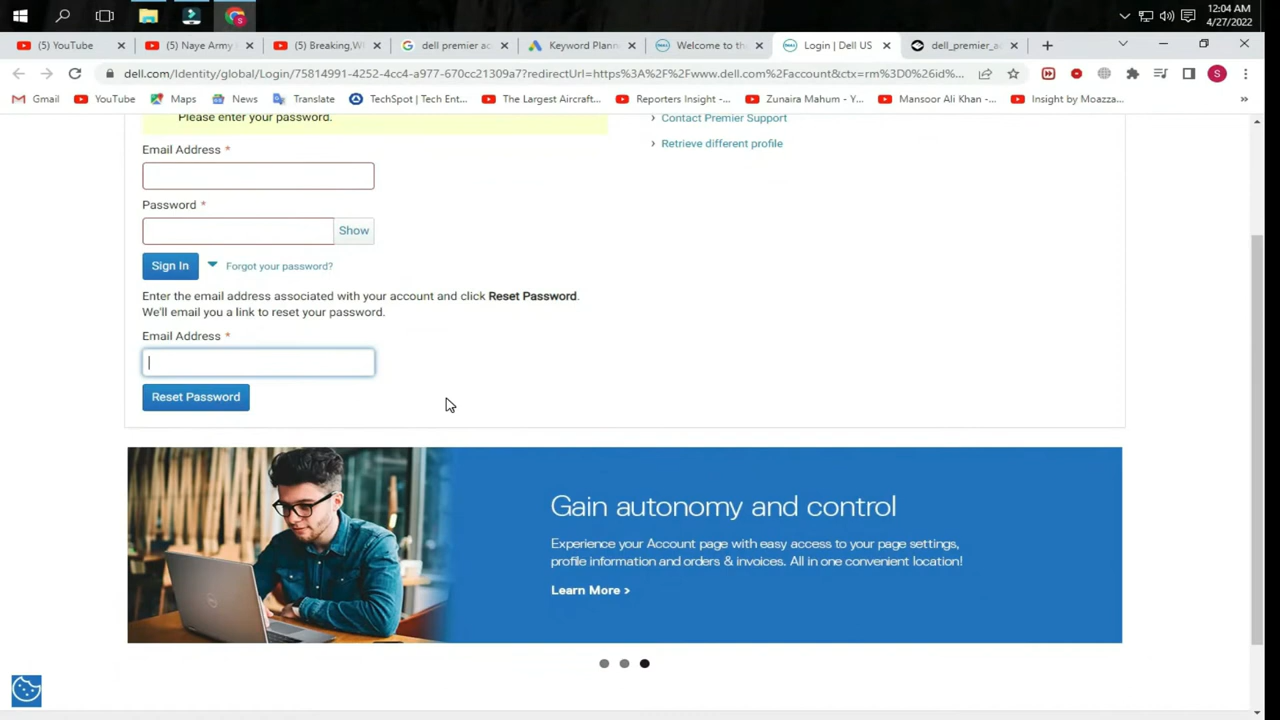 12:04 AM
4/27/2022
(5) YouTube
(5) Naye Army
(5) Breaking,W
dell premier ac
Keyword Plann
Welcome to th
Login | Dell US
dell_premier_a
dell.com/Identity/global/Login/75814991-4252-4cc4-a977-670cc21309a7?redirectUrl=https%3A%2F%2Fwww.dell.com%2Faccount&ctx=rm%3D0%26id%...
S
Gmail
YouTube
Maps
News
Translate
TechSpot | Tech Ent...
The Largest Aircraft...
Reporters Insight -...
Zunaira Mahum - Y...
Mansoor Ali Khan -...
Insight by Moazza...
»
Please enter your password.
Contact Premier Support
Retrieve different profile
Email Address *
Password *
Show
Sign In
Forgot your password?
Enter the email address associated with your account and click Reset Password.
We'll email you a link to reset your password.
Email Address *
Reset Password
Gain autonomy and control
Experience your Account page with easy access to your page settings,
profile information and orders & invoices. All in one convenient location!
Learn More >